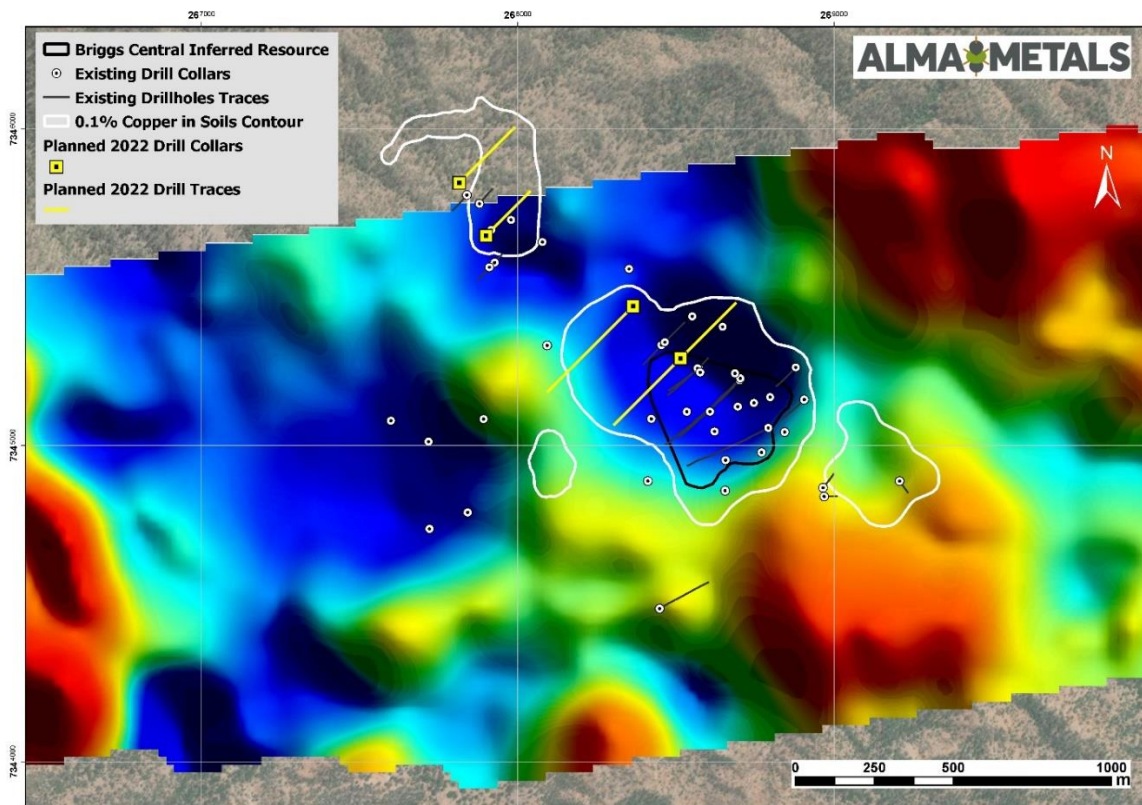 267000
268000
269000
Briggs Central Inferred Resource
Existing Drill Collars
Existing Drillholes Traces
0.1% Copper in Soils Contour
Planned 2022 Drill Collars
Planned 2022 Drill Traces
ALMA METALS
N
7346000
7345000
7344000
0 250 500 1000
m